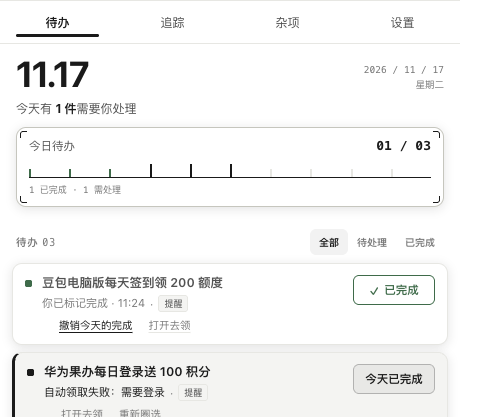 待办 追踪 杂项 设置
11.17 2026 / 11 / 17
星期二
今天有 1 件需要你处理
今日待办 01 / 03
1 已完成 · 1 需处理
待办 03 全部 待处理 已完成
豆包电脑版每天签到领 200 额度
你已标记完成 · 11:24 · 提醒
✓ 已完成
撤销今天的完成 打开去领
华为果办每日登录送 100 积分
自动领取失败：需要登录 · 提醒
今天已完成
打开去领 重新圈选